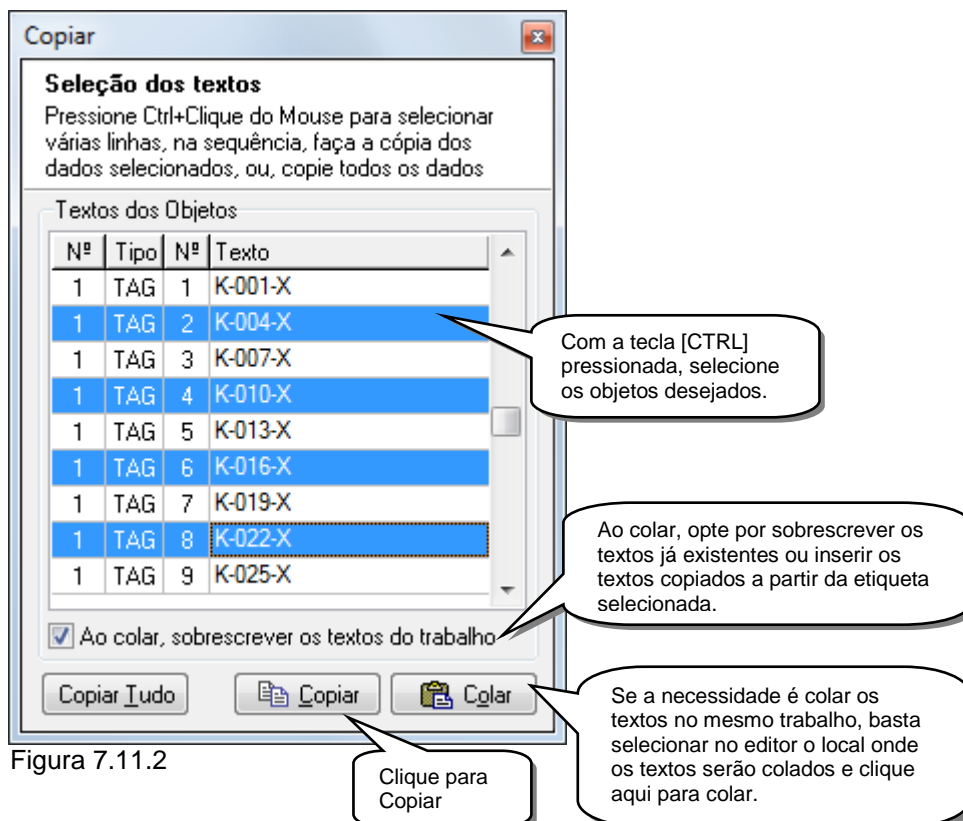 Copiar
Seleção dos textos
Pressione Ctrl+Clique do Mouse para selecionar
várias linhas, na sequência, faça a cópia dos
dados selecionados, ou, copie todos os dados
Textos dos Objetos
Nº Tipo Nº Texto
1 TAG 1 K-001-X
1 TAG 2 K-004-X
1 TAG 3 K-007-X
1 TAG 4 K-010-X
1 TAG 5 K-013-X
1 TAG 6 K-016-X
1 TAG 7 K-019-X
1 TAG 8 K-022-X
1 TAG 9 K-025-X
Com a tecla [CTRL]
pressionada, selecione
os objetos desejados.
Ao colar, opte por sobrescrever os
textos já existentes ou inserir os
textos copiados a partir da etiqueta
selecionada.
Ao colar, sobrescrever os textos do trabalho
Copiar Tudo Copiar Colar
Se a necessidade é colar os
textos no mesmo trabalho, basta
selecionar no editor o local onde
os textos serão colados e clique
aqui para colar.
Figura 7.11.2
Clique para
Copiar